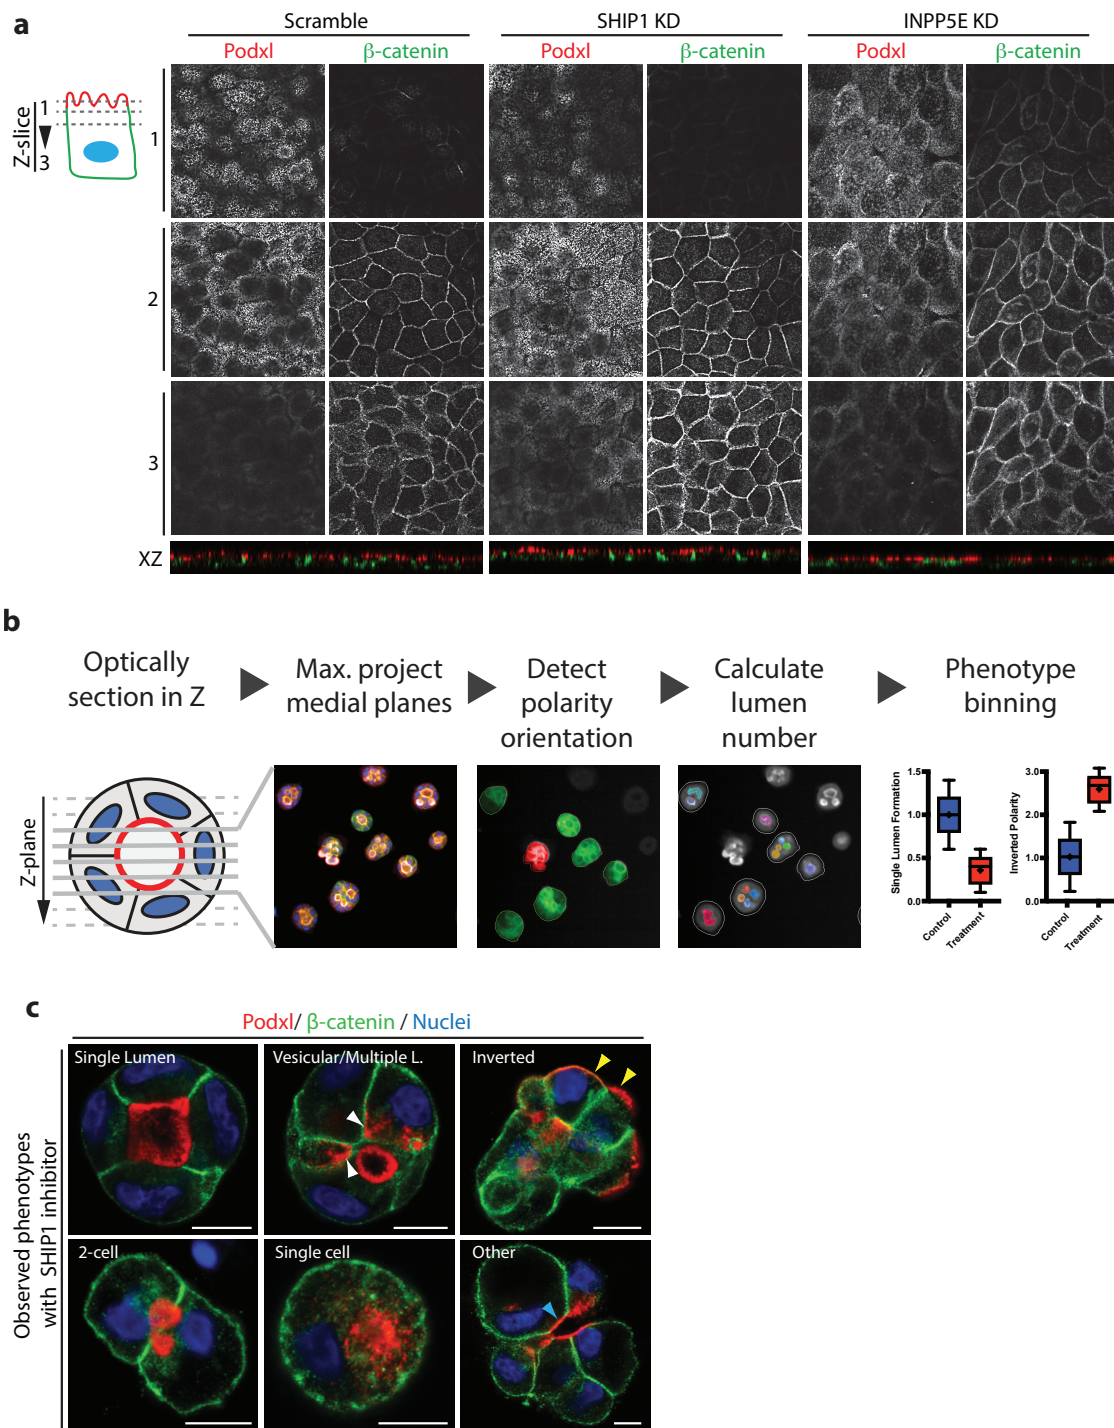 a
Scramble
SHIP1 KD
INPP5E KD
Podxl
β-catenin
Podxl
β-catenin
Podxl
β-catenin
Z-slice
1
3
1
2
3
XZ
b
Optically
section in Z
Max. project
medial planes
Detect
polarity
orientation
Calculate
lumen
number
Phenotype
binning
Z-plane
Single Lumen Formation
1.5
1.0
0.5
0.0
Control
Treatment
Inverted Polarity
3.0
2.0
1.0
0.0
Control
Treatment
c
Podxl/ β-catenin / Nuclei
Observed phenotypes
with SHIP1 inhibitor
Single Lumen
Vesicular/Multiple L.
Inverted
2-cell
Single cell
Other